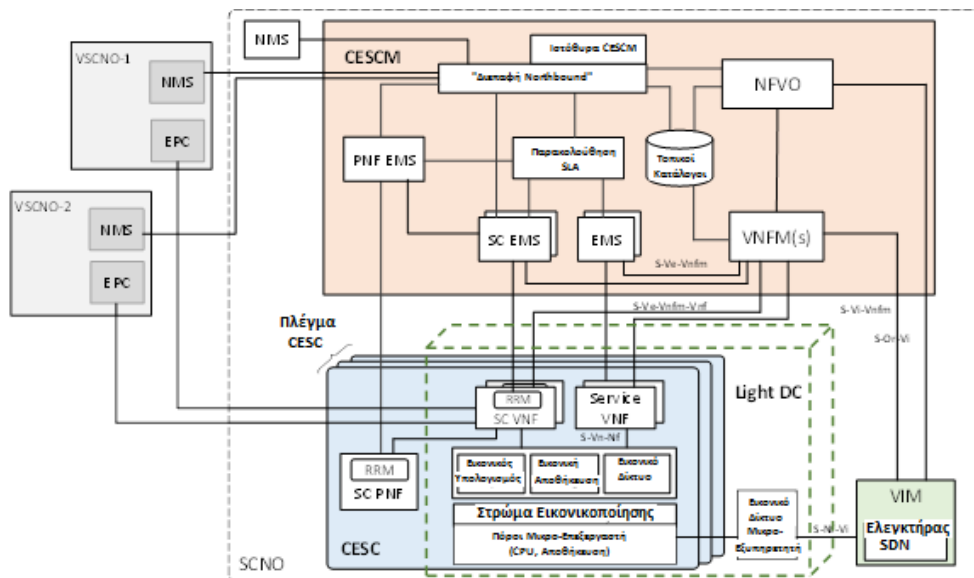 VSCNO-1
NMS
EPC
VSCNO-2
NMS
EPC
NMS
CESCM
Ιστόθυρα CESCM
"Διεπαφή Northbound"
NFVO
PNF EMS
Παρακολούθηση
SLA
Τοπικοί
Κατάλογοι
SC EMS
EMS
VNFM(s)
S-Ve-Vnfm
S-Ve-Vnfm-Vnf
S-Vi-Vnfm
S-Or-Vi
Πλέγμα
CESC
Light DC
RRM
SC VNF
Service
VNF
S-Vn-Nf
RRM
SC PNF
Εικονικός
Υπολογισμός
Εικονική
Αποθήκευση
Εικονικό
Δίκτυο
Στρώμα Εικονικοποίησης
Πόροι Μικρο-Επεξεργαστή
(CPU, Αποθήκευση)
CESC
Εικονικό
Δίκτυο
Μικρο-
Εξυπηρετητή
S-Nf-Vi
VIM
Ελεγκτήρας
SDN
SCNO